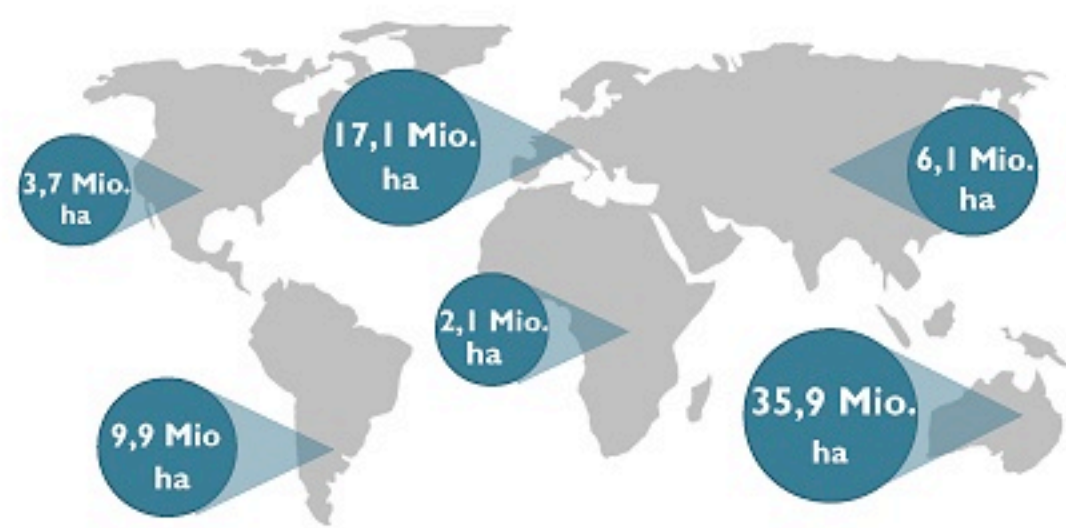 17,1 Mio.
ha
3,7 Mio.
ha
6,1 Mio.
ha
2,1 Mio.
ha
9,9 Mio
ha
35,9 Mio.
ha